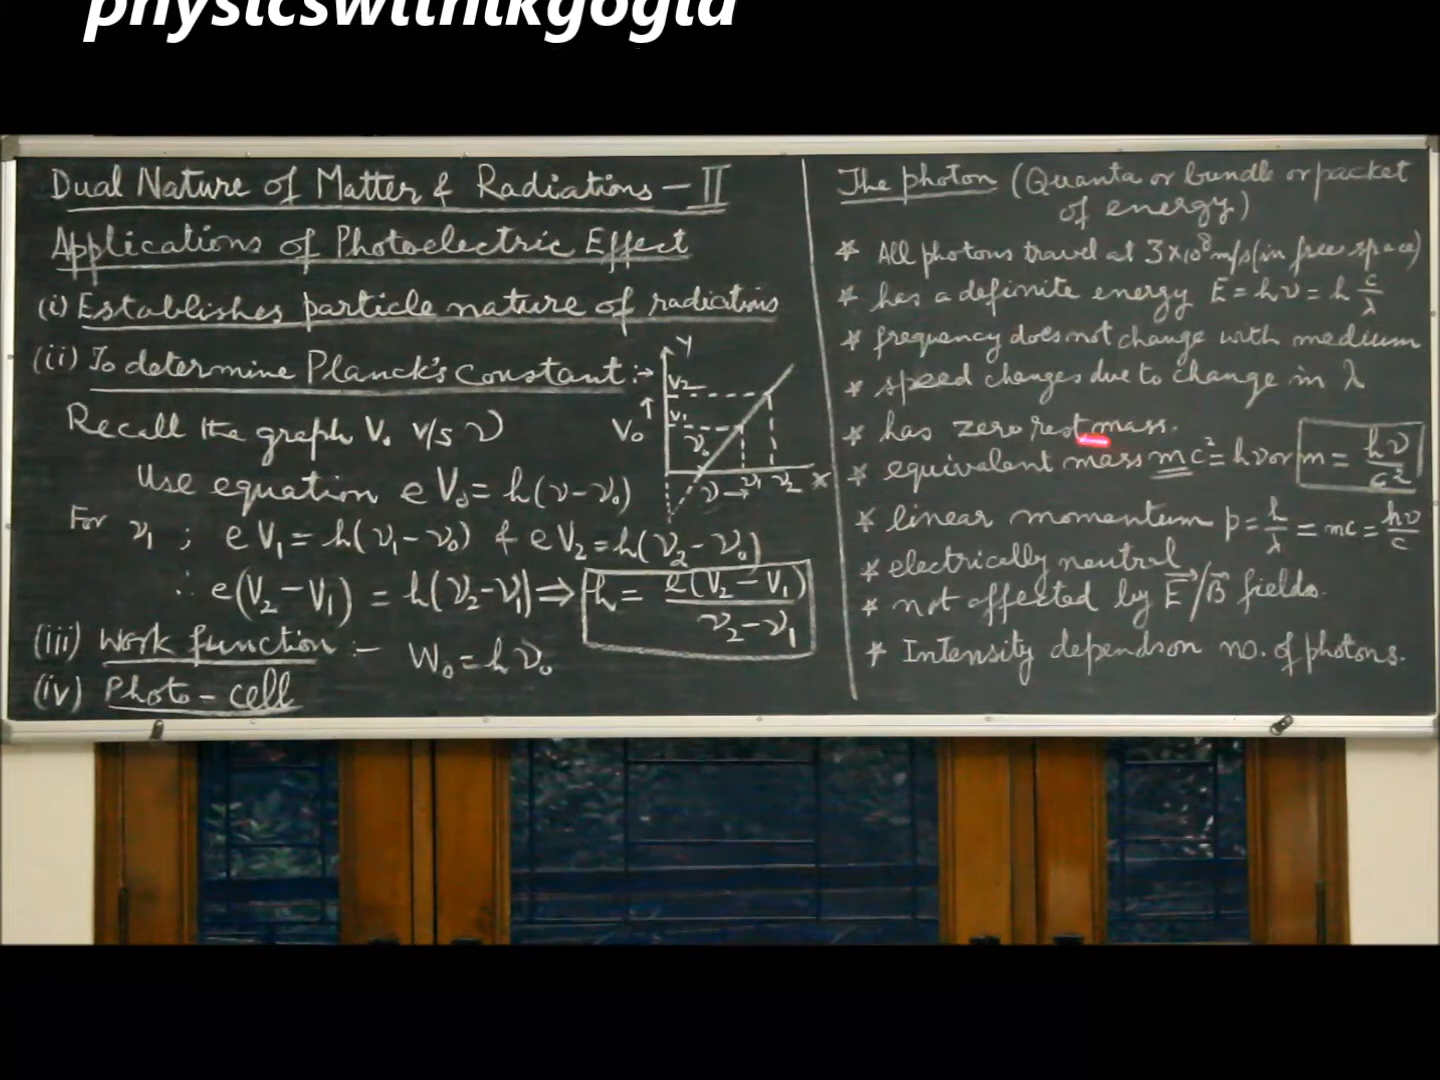 physicswithlkgogia
Dual Nature of Matter & Radiations – II
Applications of Photoelectric Effect
(i) Establishes particle nature of radiations
(ii) To determine Planck's Constant :→
Recall the graph V₀ v/s ν
Use equation eV₀ = h(ν-ν₀)
For ν₁ ; eV₁ = h(ν₁-ν₀) & eV₂ = h(ν₂-ν₀)
∴ e(V₂-V₁) = h(ν₂-ν₁) ⇒ h = e(V₂-V₁)/ν₂-ν₁
(iii) Work function :- W₀ = hν₀
(iv) Photo-cell
Y
V₂
↑ V₁
V₀
ν₀
ν → ν₁ ν₂ X
The photon (Quanta or bundle or packet
of energy)
* All photons travel at 3×10⁸ m/s (in free space)
* has a definite energy E = hν = h c/λ
* frequency does not change with medium
* speed changes due to change in λ
* has zero rest mass.
* equivalent mass mc² = hν or m = hν/c²
* linear momentum p = h/λ = mc = hν/c
* electrically neutral
* not affected by E⃗/B⃗ fields.
* Intensity depends on no. of photons.